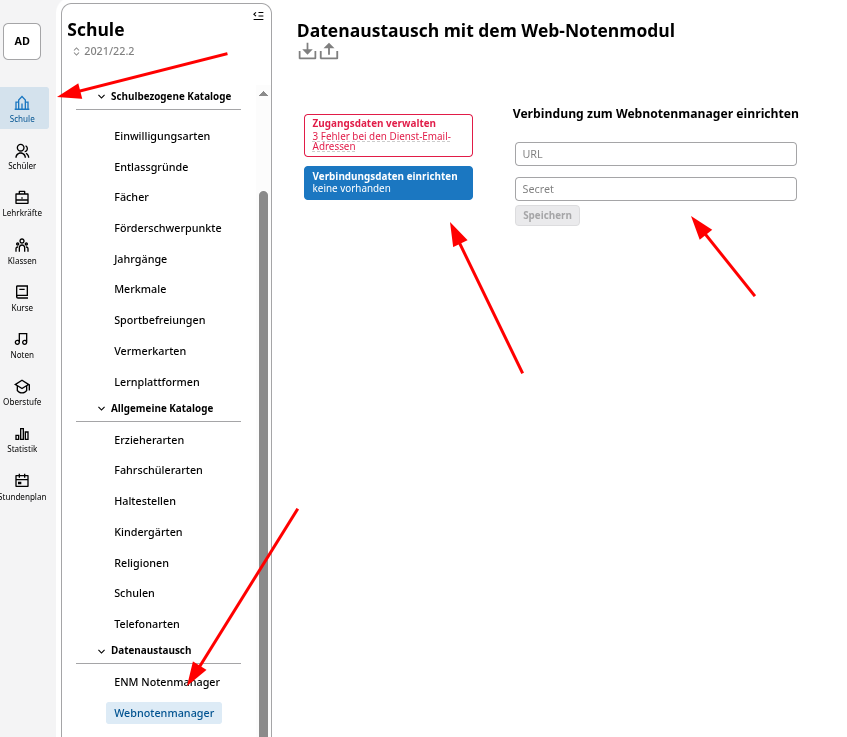 AD
Schule
Schüler
Lehrkräfte
Klassen
Kurse
Noten
Oberstufe
Statistik
Stundenplan
Schule
2021/22.2
Schulbezogene Kataloge
Einwilligungsarten
Entlassgründe
Fächer
Förderschwerpunkte
Jahrgänge
Merkmale
Sportbefreiungen
Vermerkarten
Lernplattformen
Allgemeine Kataloge
Erzieherarten
Fahrschülerarten
Haltestellen
Kindergärten
Religionen
Schulen
Telefonarten
Datenaustausch
ENM Notenmanager
Webnotenmanager
Datenaustausch mit dem Web-Notenmodul
Zugangsdaten verwalten
3 Fehler bei den Dienst-Email-
Adressen
Verbindungsdaten einrichten
keine vorhanden
Verbindung zum Webnotenmanager einrichten
URL
Secret
Speichern